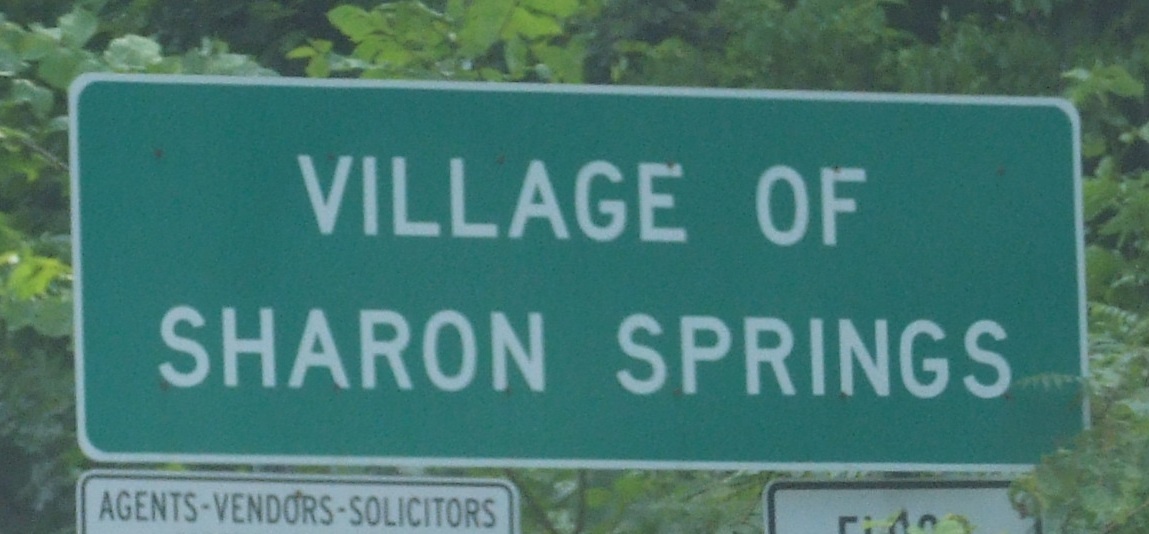 VILLAGE OF
SHARON SPRINGS
AGENTS-VENDORS-SOLICITORS